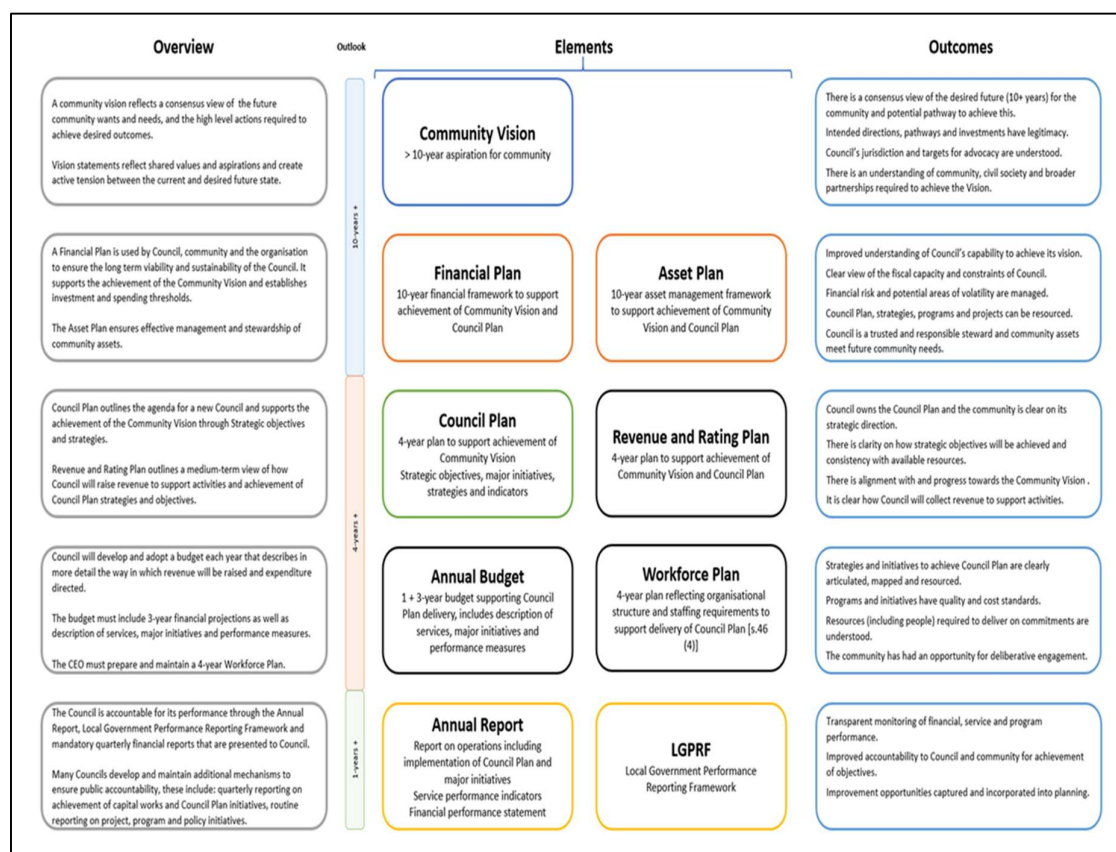 Overview
Outlook
Elements
Outcomes
A community vision reflects a consensus view of the future
community wants and needs, and the high level actions required to
achieve desired outcomes.
Vision statements reflect shared values and aspirations and create
active tension between the current and desired future state.
10-years +
Community Vision
> 10-year aspiration for community
There is a consensus view of the desired future (10+ years) for the
community and potential pathway to achieve this.
Intended directions, pathways and investments have legitimacy.
Council's jurisdiction and targets for advocacy are understood.
There is an understanding of community, civil society and broader
partnerships required to achieve the Vision.
A Financial Plan is used by Council, community and the organisation
to ensure the long term viability and sustainability of the Council. It
supports the achievement of the Community Vision and establishes
investment and spending thresholds.
The Asset Plan ensures effective management and stewardship of
community assets.
Financial Plan
10-year financial framework to support
achievement of Community Vision and
Council Plan
Asset Plan
10-year asset management framework
to support achievement of Community
Vision and Council Plan
Improved understanding of Council's capability to achieve its vision.
Clear view of the fiscal capacity and constraints of Council.
Financial risk and potential areas of volatility are managed.
Council Plan, strategies, programs and projects can be resourced.
Council is a trusted and responsible steward and community assets
meet future community needs.
Council Plan outlines the agenda for a new Council and supports the
achievement of the Community Vision through Strategic objectives
and strategies.
Revenue and Rating Plan outlines a medium-term view of how
Council will raise revenue to support activities and achievement of
Council Plan strategies and objectives.
4-years +
Council Plan
4-year plan to support achievement of
Community Vision
Strategic objectives, major initiatives,
strategies and indicators
Revenue and Rating Plan
4-year plan to support achievement of
Community Vision and Council Plan
Council owns the Council Plan and the community is clear on its
strategic direction.
There is clarity on how strategic objectives will be achieved and
consistency with available resources.
There is alignment with and progress towards the Community Vision .
It is clear how Council will collect revenue to support activities.
Council will develop and adopt a budget each year that describes in
more detail the way in which revenue will be raised and expenditure
directed.
The budget must include 3-year financial projections as well as
description of services, major initiatives and performance measures.
The CEO must prepare and maintain a 4-year Workforce Plan.
Annual Budget
1 + 3-year budget supporting Council
Plan delivery, includes description of
services, major initiatives and
performance measures
Workforce Plan
4-year plan reflecting organisational
structure and staffing requirements to
support delivery of Council Plan [s.46
(4)]
Strategies and initiatives to achieve Council Plan are clearly
articulated, mapped and resourced.
Programs and initiatives have quality and cost standards.
Resources (including people) required to deliver on commitments are
understood.
The community has had an opportunity for deliberative engagement.
The Council is accountable for its performance through the Annual
Report, Local Government Performance Reporting Framework and
mandatory quarterly financial reports that are presented to Council.
Many Councils develop and maintain additional mechanisms to
ensure public accountability, these include: quarterly reporting on
achievement of capital works and Council Plan initiatives, routine
reporting on project, program and policy initiatives.
1-years +
Annual Report
Report on operations including
implementation of Council Plan and
major initiatives
Service performance indicators
Financial performance statement
LGPRF
Local Government Performance
Reporting Framework
Transparent monitoring of financial, service and program
performance.
Improved accountability to Council and community for achievement
of objectives.
Improvement opportunities captured and incorporated into planning.